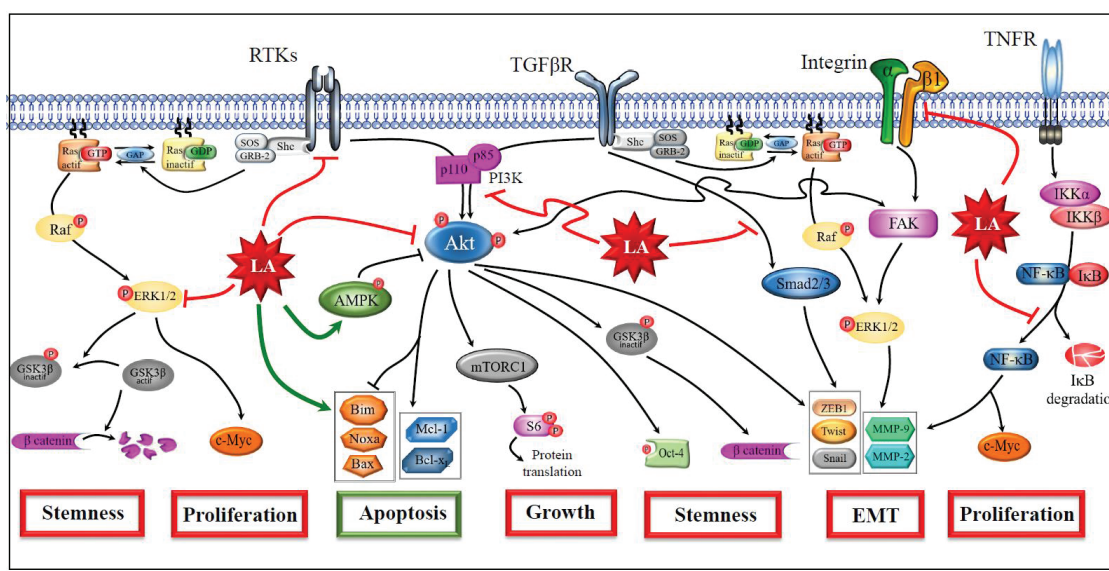 RTKs
TGFβR
Integrin
α
β1
TNFR
Ras
actif
GTP
GAP
Ras
inactif
GDP
SOS
GRB-2
Shc
p110
p85
PI3K
Shc
SOS
GRB-2
Ras
inactif
GDP
GAP
Ras
actif
GTP
Raf
P
LA
P
Akt
P
LA
Raf
P
FAK
LA
IKKα
IKKβ
P
ERK1/2
P
AMPK
Smad2/3
NF-κB
IκB
P
GSK3β
inactif
GSK3β
actif
mTORC1
P
GSK3β
inactif
P
ERK1/2
NF-κB
IκB
degradation
β catenin
c-Myc
Bim
Noxa
Bax
Mcl-1
Bcl-xL
S6
P
P
Protein
translation
P
Oct-4
β catenin
ZEB1
Twist
Snail
MMP-9
MMP-2
c-Myc
Stemness
Proliferation
Apoptosis
Growth
Stemness
EMT
Proliferation